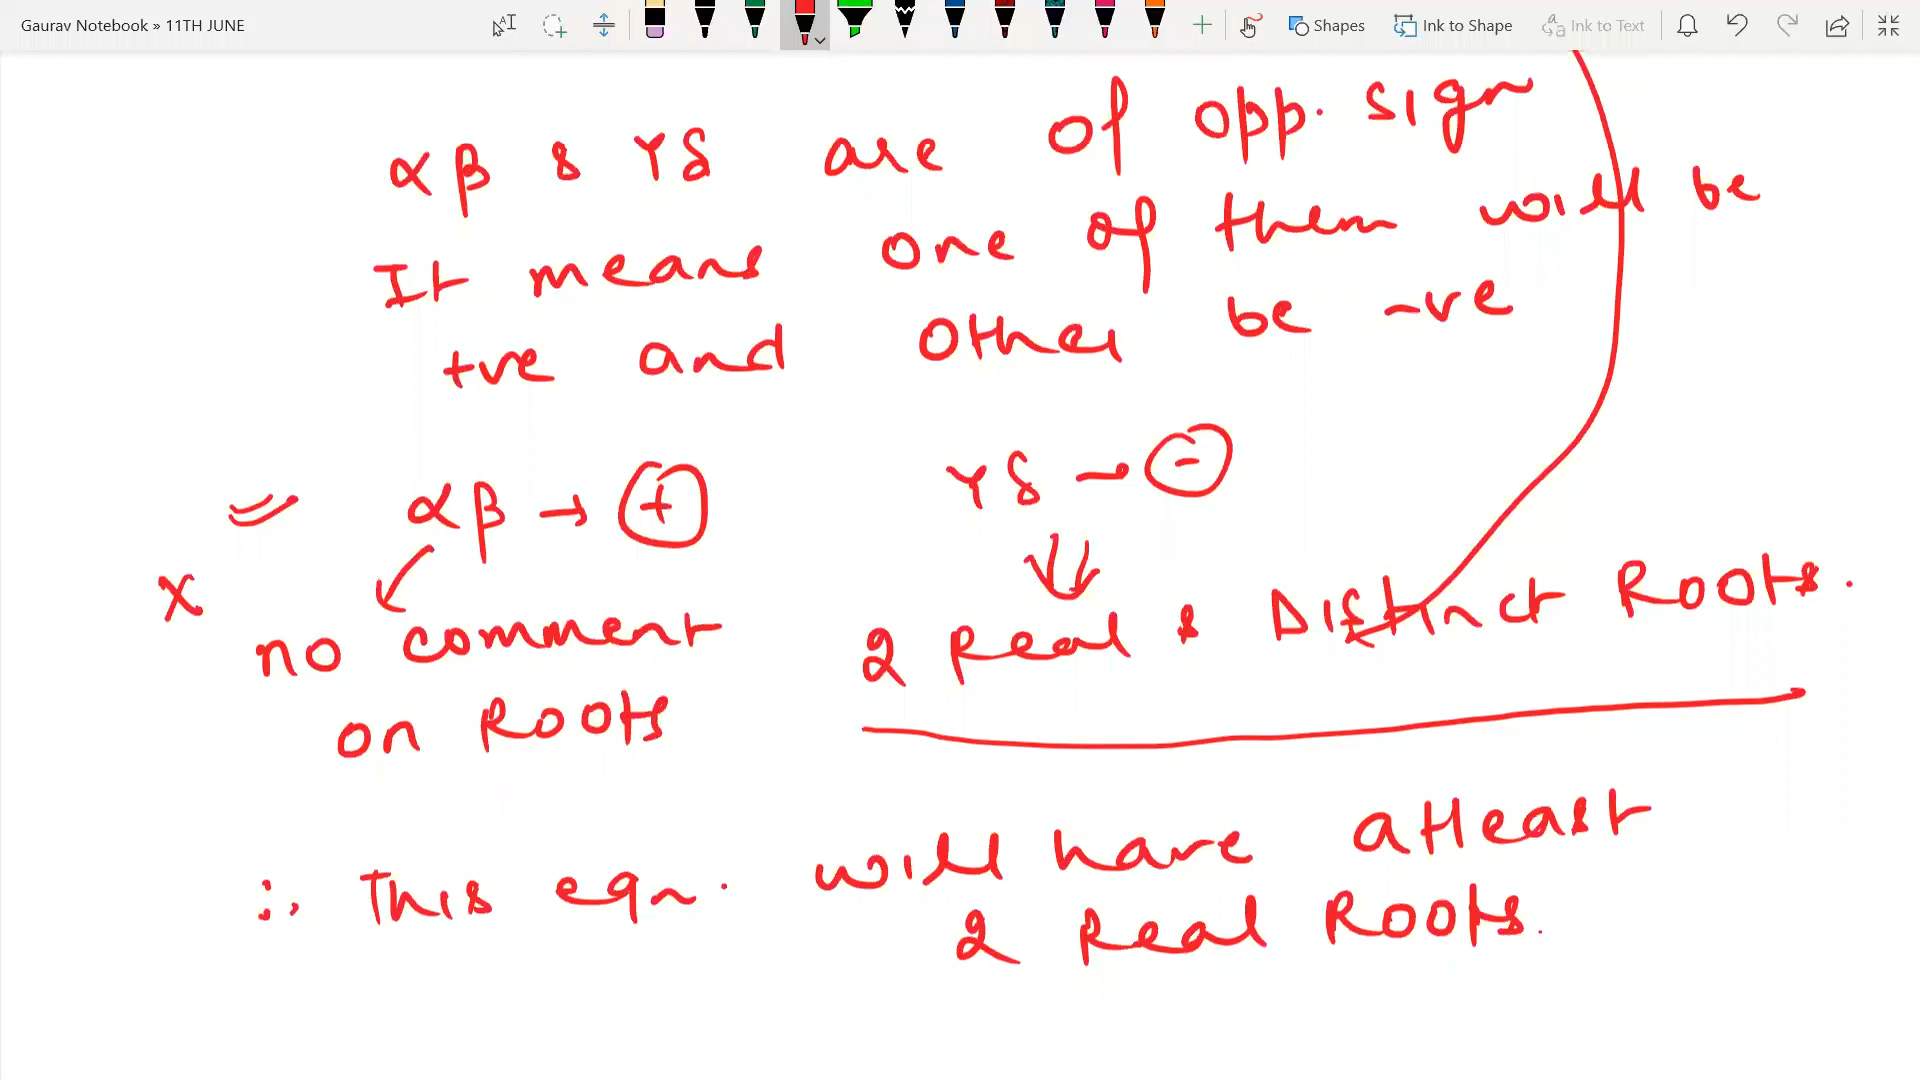 Gaurav Notebook » 11TH JUNE
Shapes
Ink to Shape
Ink to Text
αβ & γδ are of opp. sign
It means one of them will be
+ve and other be -ve
αβ → + γδ → -
x
no comment 2 Real & Distinct Roots.
on Roots
∴ This eqn. will have atleast
2 Real Roots.